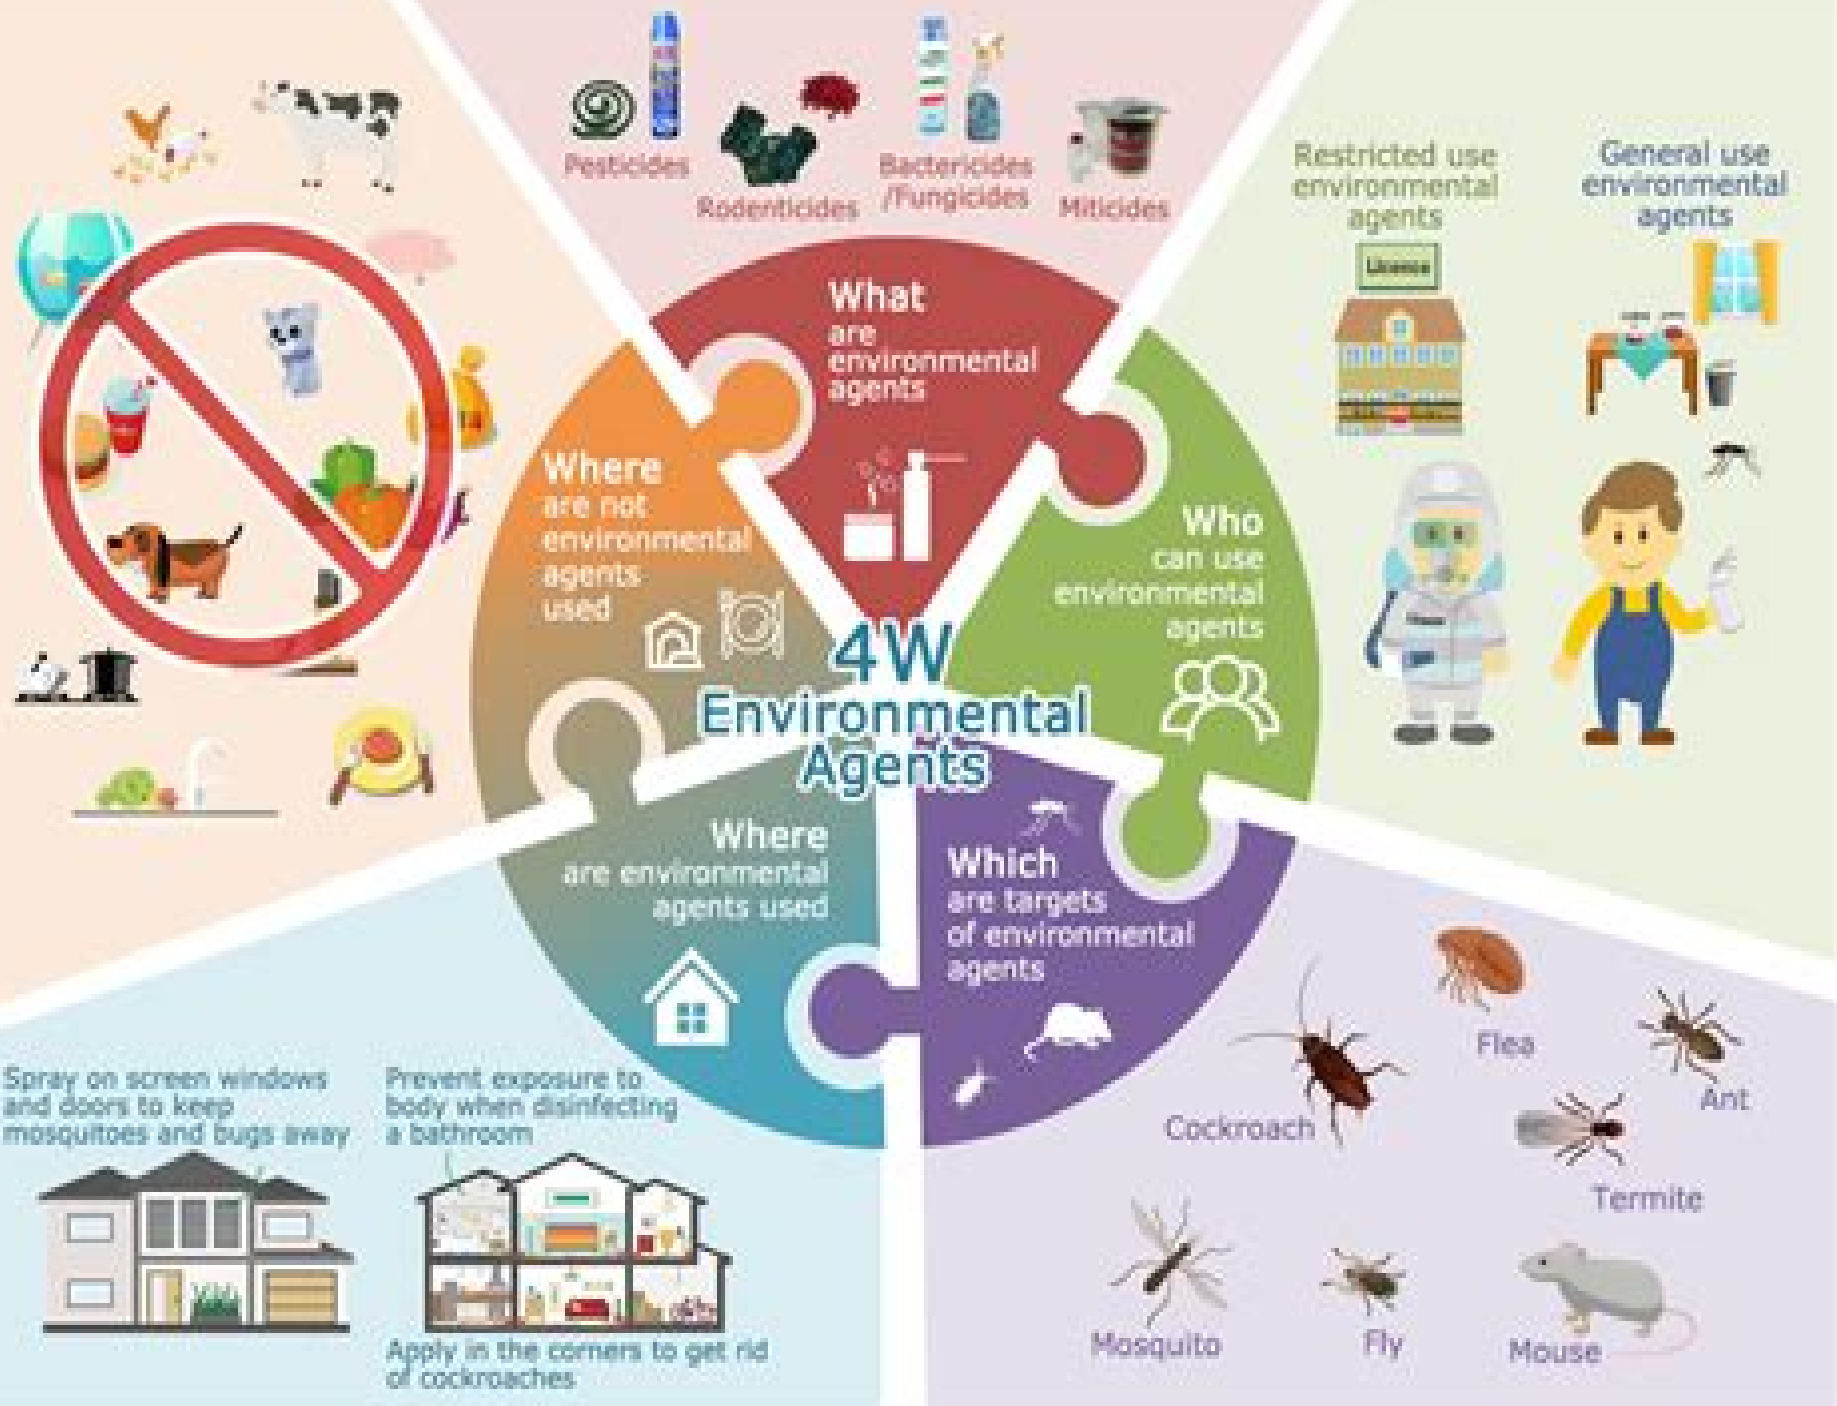 Pesticides
Rodenticides
Bactericides
/Fungicides
Miticides
What
are
environmental
agents
Restricted use
environmental
agents
Licence
General use
environmental
agents
Who
can use
environmental
agents
Where
are not
environmental
agents
used
4W
Environmental
Agents
Where
are environmental
agents used
Which
are targets
of environmental
agents
Spray on screen windows
and doors to keep
mosquitoes and bugs away
Prevent exposure to
body when disinfecting
a bathroom
Apply in the corners to get rid
of cockroaches
Flea
Ant
Cockroach
Termite
Mosquito
Fly
Mouse